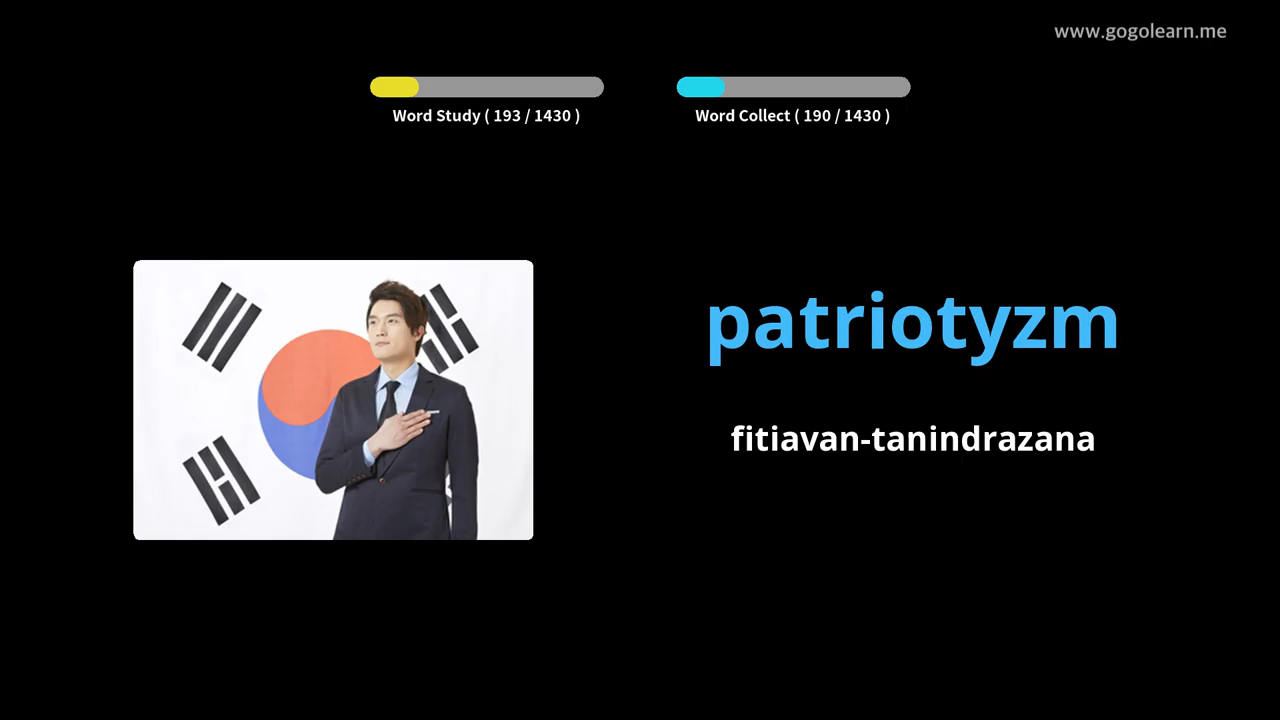 www.gogolearn.me
Word Study ( 193 / 1430 )
Word Collect ( 190 / 1430 )
patriotyzm
fitiavan-tanindrazana